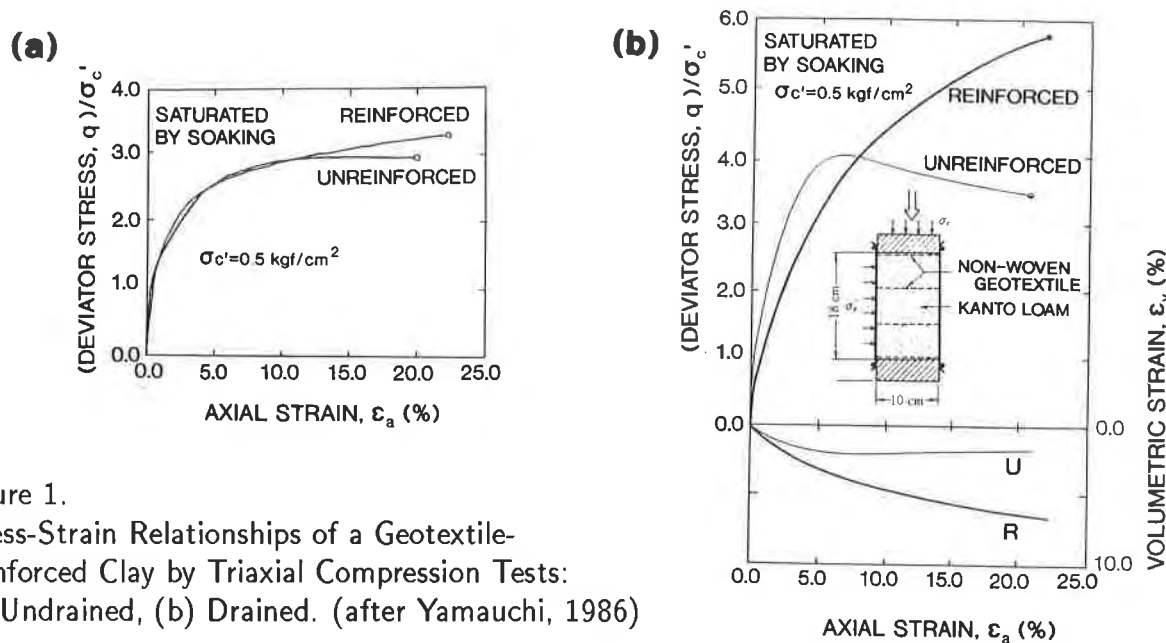 (a)
(DEVIATOR STRESS, q)/σc'
4.0
3.0
2.0
1.0
0.0
SATURATED
BY SOAKING
REINFORCED
UNREINFORCED
σc'=0.5 kgf/cm²
0.0 5.0 10.0 15.0 20.0 25.0
AXIAL STRAIN, εa (%)
(b)
(DEVIATOR STRESS, q)/σc'
6.0
5.0
4.0
3.0
2.0
1.0
0.0
SATURATED
BY SOAKING
σc'=0.5 kgf/cm²
REINFORCED
UNREINFORCED
NON-WOVEN
GEOTEXTILE
KANTO LOAM
10 cm
U
R
0.0
10.0
VOLUMETRIC STRAIN, εv (%)
0.0 5.0 10.0 15.0 20.0 25.0
AXIAL STRAIN, εa (%)
ure 1.
ess-Strain Relationships of a Geotextile-
nforced Clay by Triaxial Compression Tests:
Undrained, (b) Drained. (after Yamauchi, 1986)